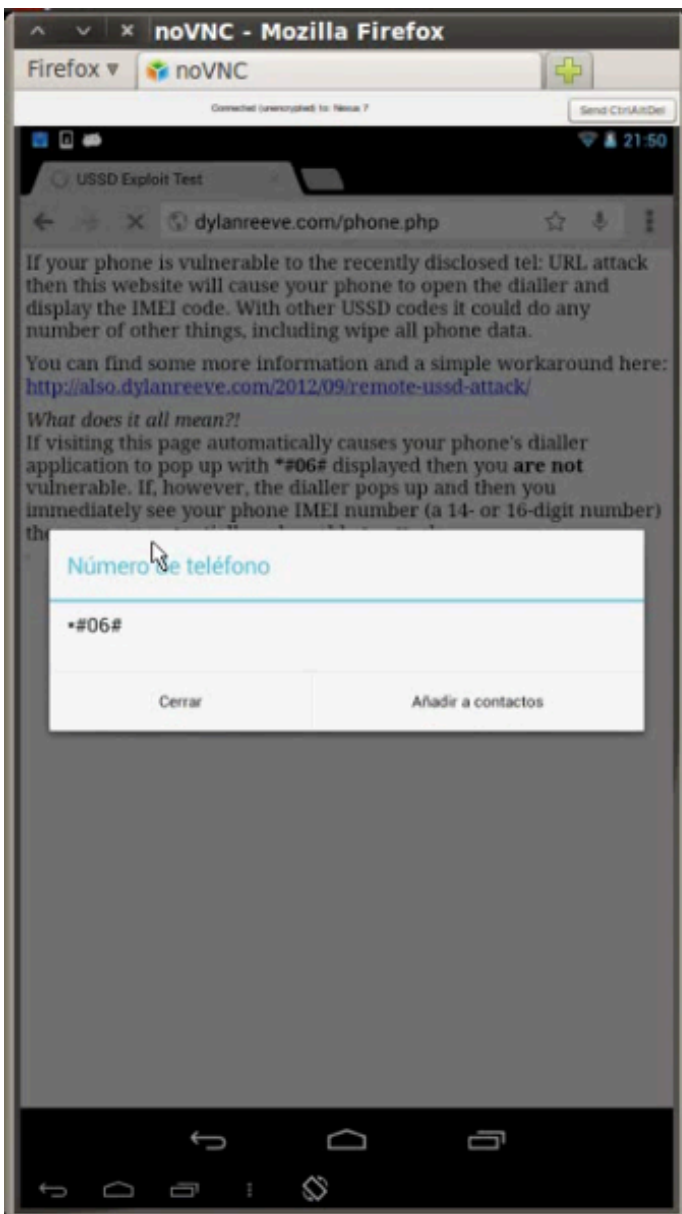 noVNC - Mozilla Firefox
Firefox
noVNC
Connected (unencrypted) to: Nexus 7
Send CtrlAltDel
21:50
USSD Exploit Test
dylanreeve.com/phone.php
If your phone is vulnerable to the recently disclosed tel: URL attack
then this website will cause your phone to open the dialler and
display the IMEI code. With other USSD codes it could do any
number of other things, including wipe all phone data.
You can find some more information and a simple workaround here:
http://also.dylanreeve.com/2012/09/remote-ussd-attack/
What does it all mean?!
If visiting this page automatically causes your phone's dialler
application to pop up with *#06# displayed then you are not
vulnerable. If, however, the dialler pops up and then you
immediately see your phone IMEI number (a 14- or 16-digit number)
Número de teléfono
*#06#
Cerrar
Añadir a contactos